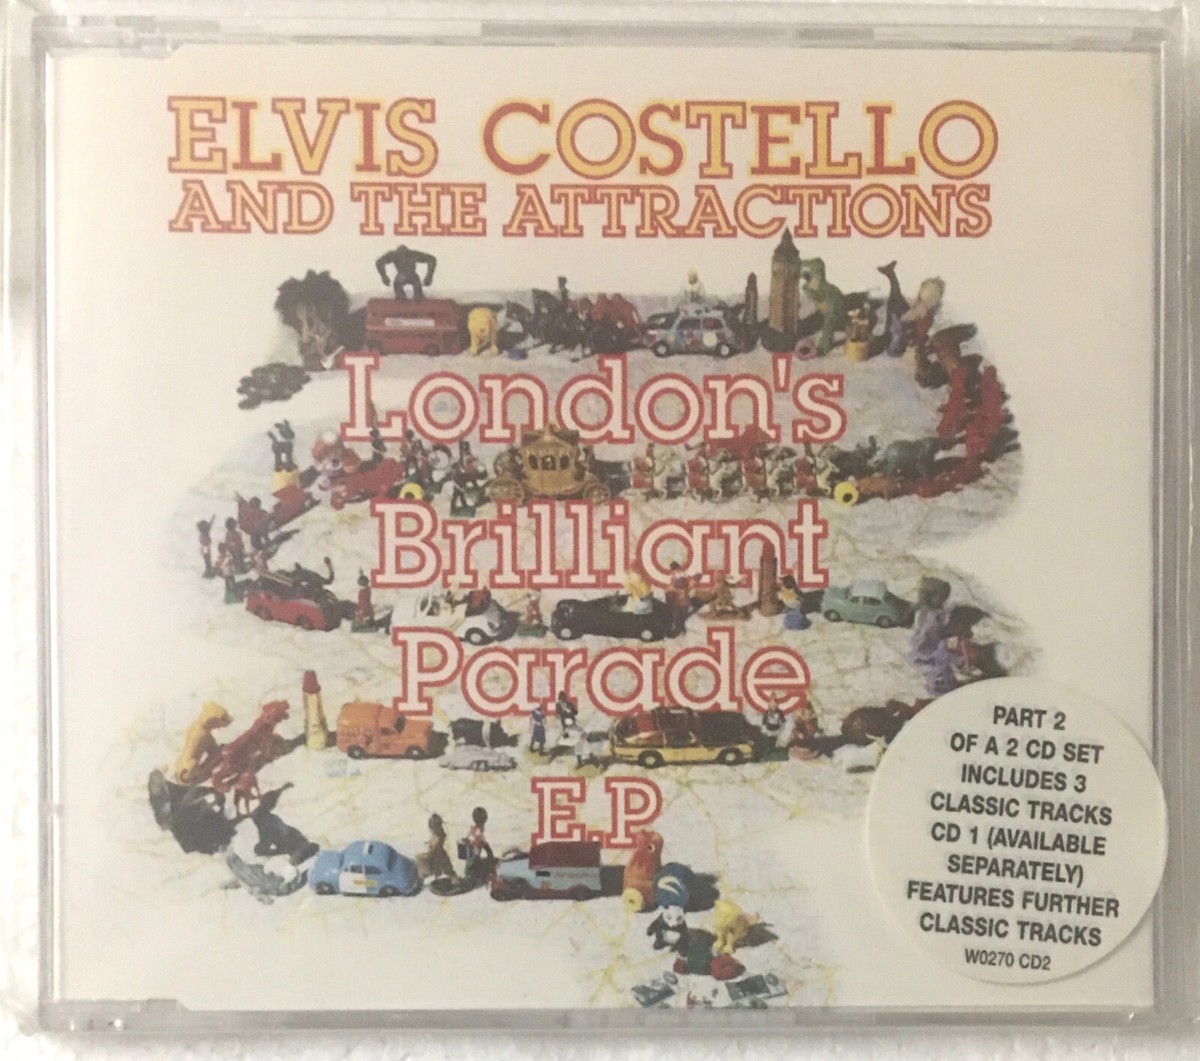 ELVIS COSTELLO
AND THE ATTRACTIONS
London's
Brilliant
Parade
E.P
PART 2
OF A 2 CD SET
INCLUDES 3
CLASSIC TRACKS
CD 1 (AVAILABLE
SEPARATELY)
FEATURES FURTHER
CLASSIC TRACKS
W0270 CD2